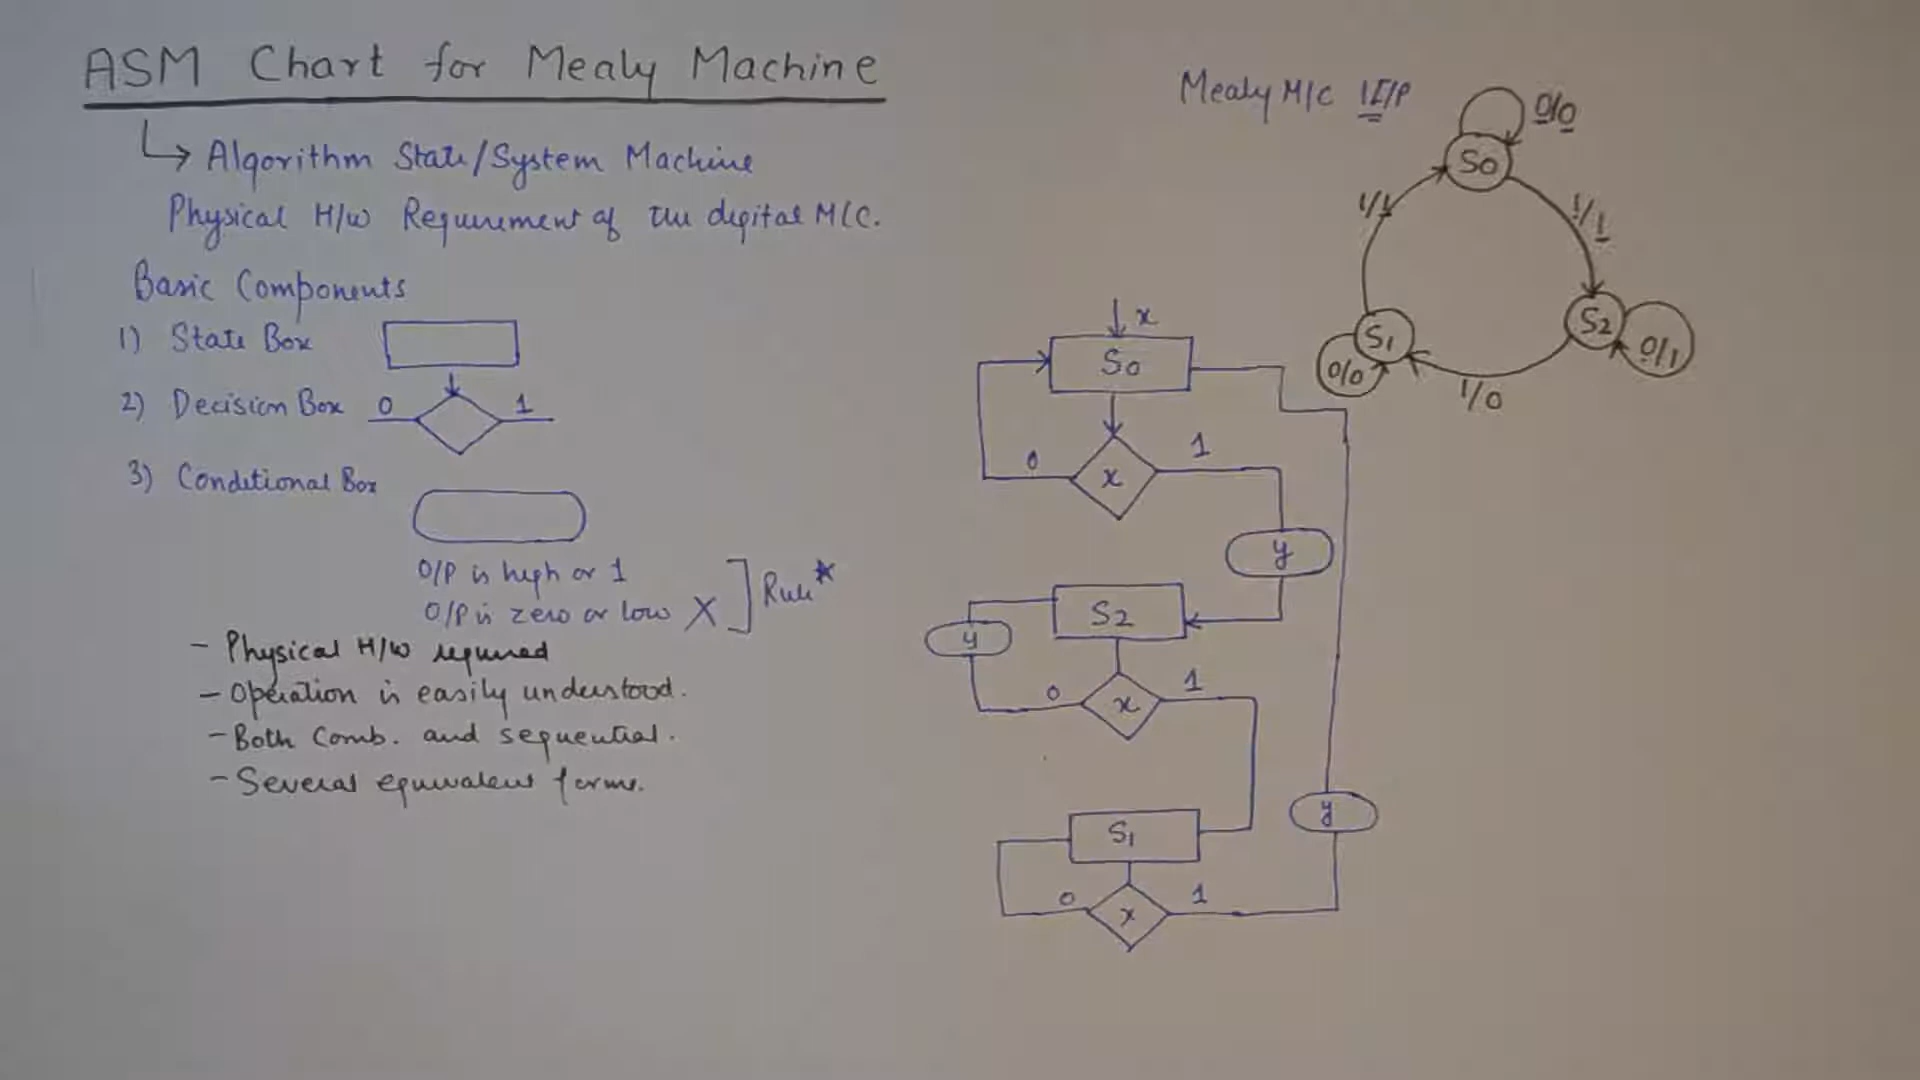 ASM Chart for Mealy Machine
Algorithm State/System Machine
Physical H/w Requirement of the digital M/C.
Basic Components
1) State Box
2) Decision Box 0 1
3) Conditional Box
O/P is high or 1
O/P is zero or low X ] Rule*
- Physical H/w required
- Operation is easily understood.
- Both Comb. and sequential.
- Several equivalent forms.
Mealy M/C 1I/P
0/0
S0
1/1
1/1
S1
S2
0/0
0/1
1/0
x
S0
0
x
1
y
S2
y
0
x
1
S1
y
0
x
1